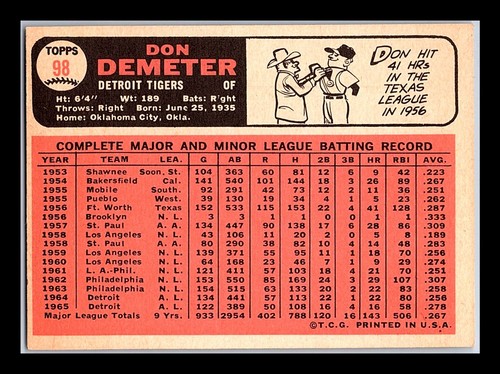 TOPPS
98
DON
DEMETER
DETROIT TIGERS OF
Ht: 6'4" Wt: 189 Bats: R'ght
Throws: Right Born: June 25, 1935
Home: Oklahoma City, Okla.
DON HIT
41 HRs
IN THE
TEXAS
LEAGUE
IN 1956
COMPLETE MAJOR AND MINOR LEAGUE BATTING RECORD
YEAR TEAM LEA. G AB R H 2B 3B HR RBI AVG.
1953 Shawnee Soon. St. 104 363 60 81 12 6 9 42 .223
1954 Bakersfield Cal. 141 540 101 144 18 3 26 89 .267
1955 Mobile South. 92 291 42 73 22 2 11 36 .251
1955 Pueblo West. 39 130 19 34 4 1 5 23 .262
1956 Ft. Worth Texas 152 533 115 153 22 4 41 128 .287
1956 Brooklyn N. L. 3 3 1 1 0 0 1 1 .333
1957 St. Paul A. A. 134 447 90 138 17 6 28 86 .309
1958 Los Angeles N. L. 43 106 11 20 2 0 5 8 .189
1958 St. Paul A. A. 80 290 38 82 10 4 14 48 .283
1959 Los Angeles N. L. 139 371 55 95 11 1 18 70 .256
1960 Los Angeles N. L. 64 168 23 46 7 1 9 29 .274
1961 L. A.-Phil. N. L. 121 411 57 103 18 4 21 70 .251
1962 Philadelphia N. L. 153 550 85 169 24 3 29 107 .307
1963 Philadelphia N. L. 154 515 63 133 20 2 22 83 .258
1964 Detroit A. L. 134 441 57 113 22 1 22 80 .256
1965 Detroit A. L. 122 389 50 108 16 4 16 58 .278
Major League Totals 9 Yrs. 933 2954 402 788 120 16 143 506 .267
©T.C.G. PRINTED IN U.S.A.